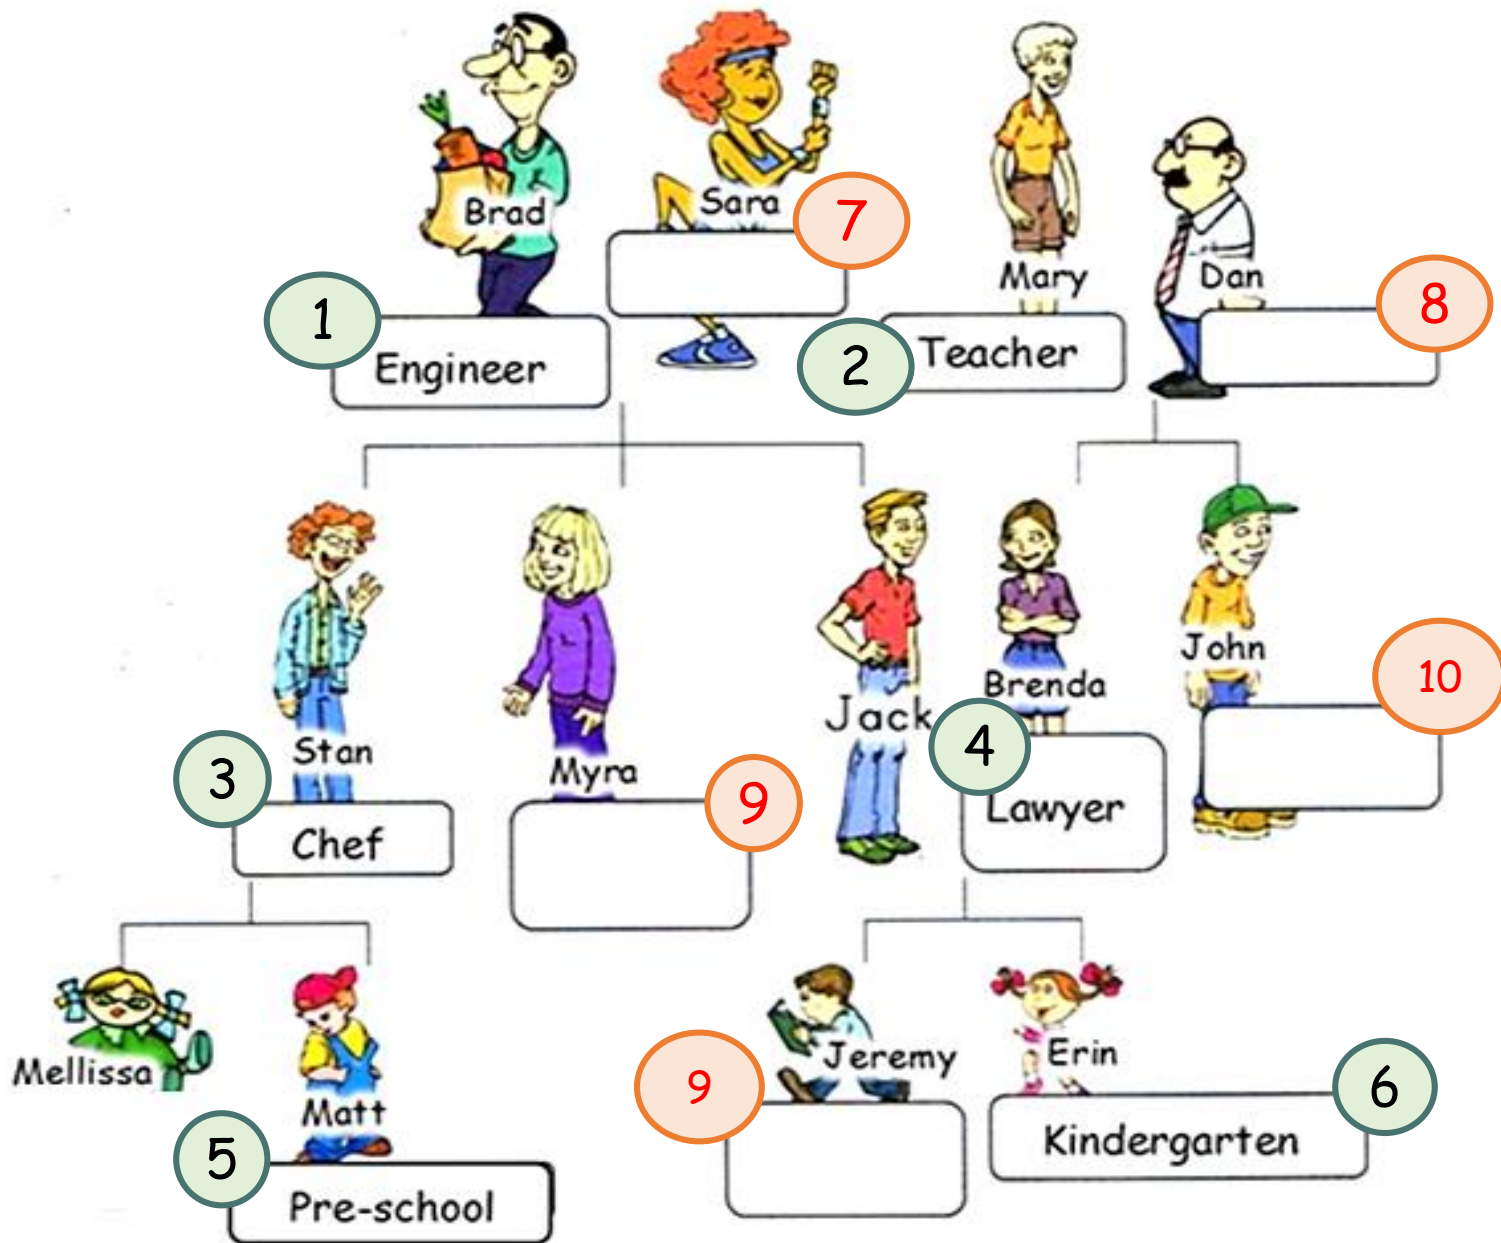 Brad
Sara
7
Mary
Dan
8
1
Engineer
2
Teacher
Stan
3
Chef
Myra
9
Jack
Brenda
4
Lawyer
John
10
Mellissa
Matt
5
Pre-school
Jeremy
9
Erin
6
Kindergarten